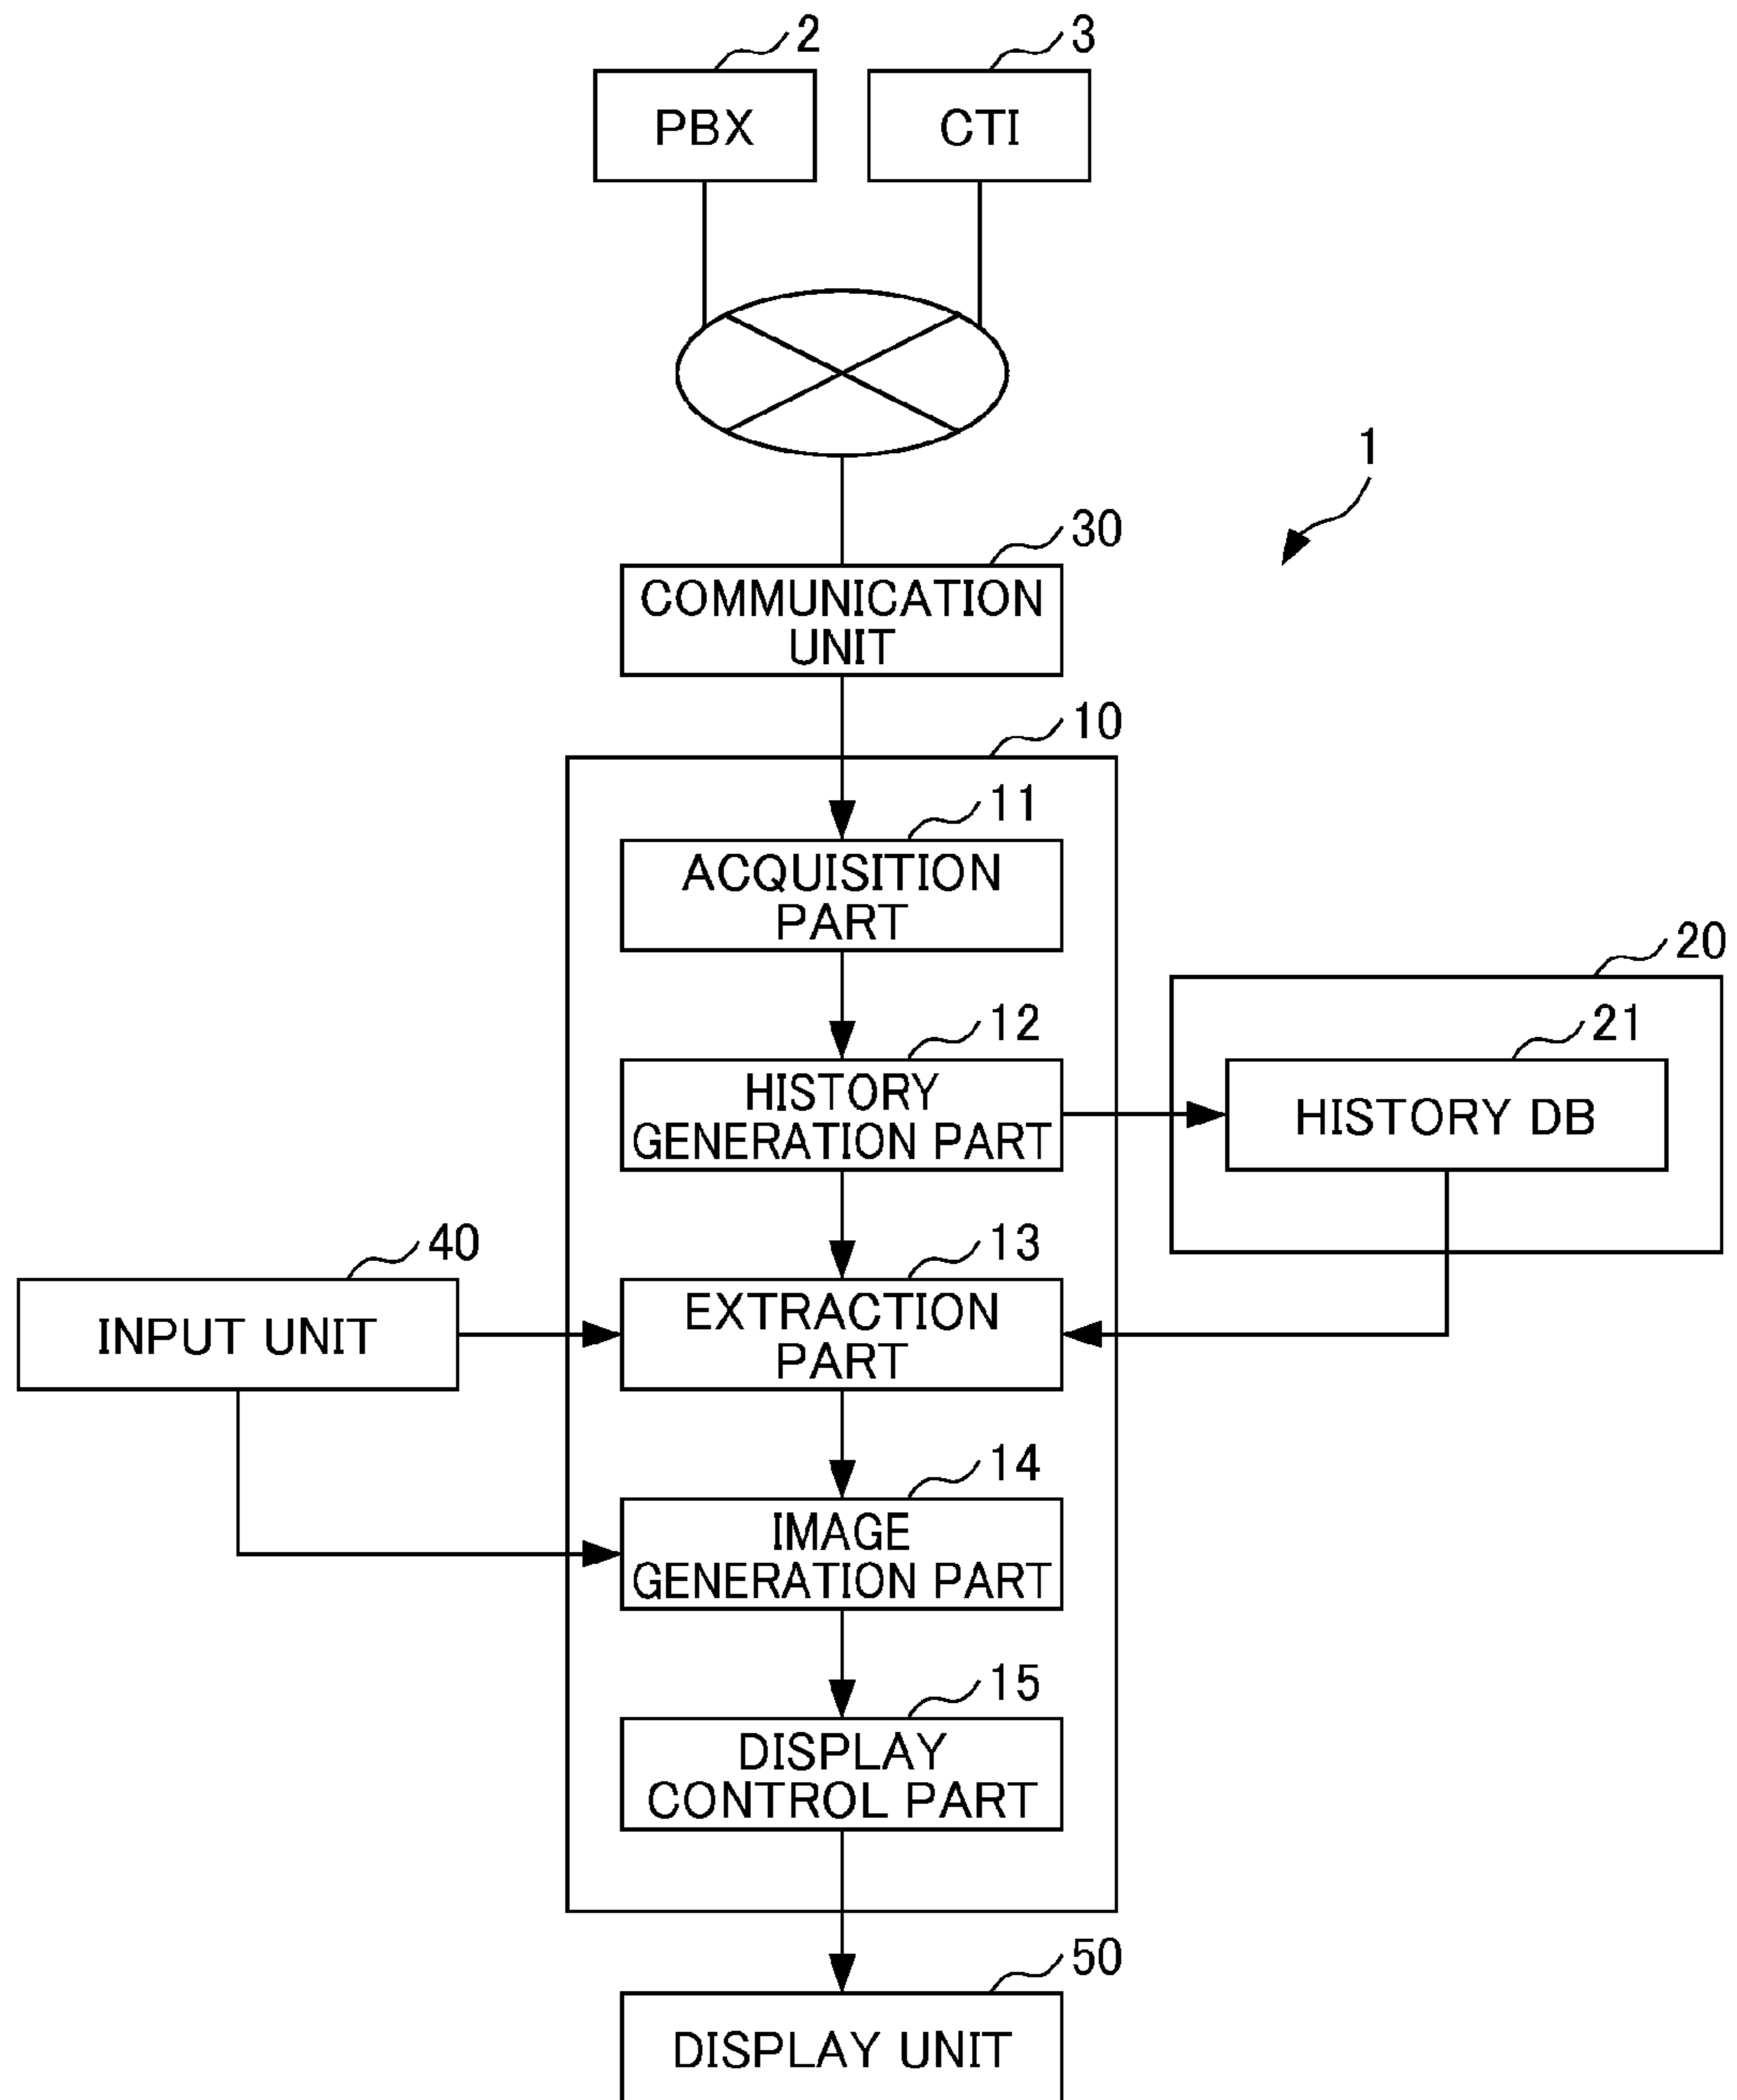 2
3
PBX
CTI
1
30
COMMUNICATION
UNIT
10
11
ACQUISITION
PART
20
12
21
HISTORY
GENERATION PART
HISTORY DB
40
13
INPUT UNIT
EXTRACTION
PART
14
IMAGE
GENERATION PART
15
DISPLAY
CONTROL PART
50
DISPLAY UNIT